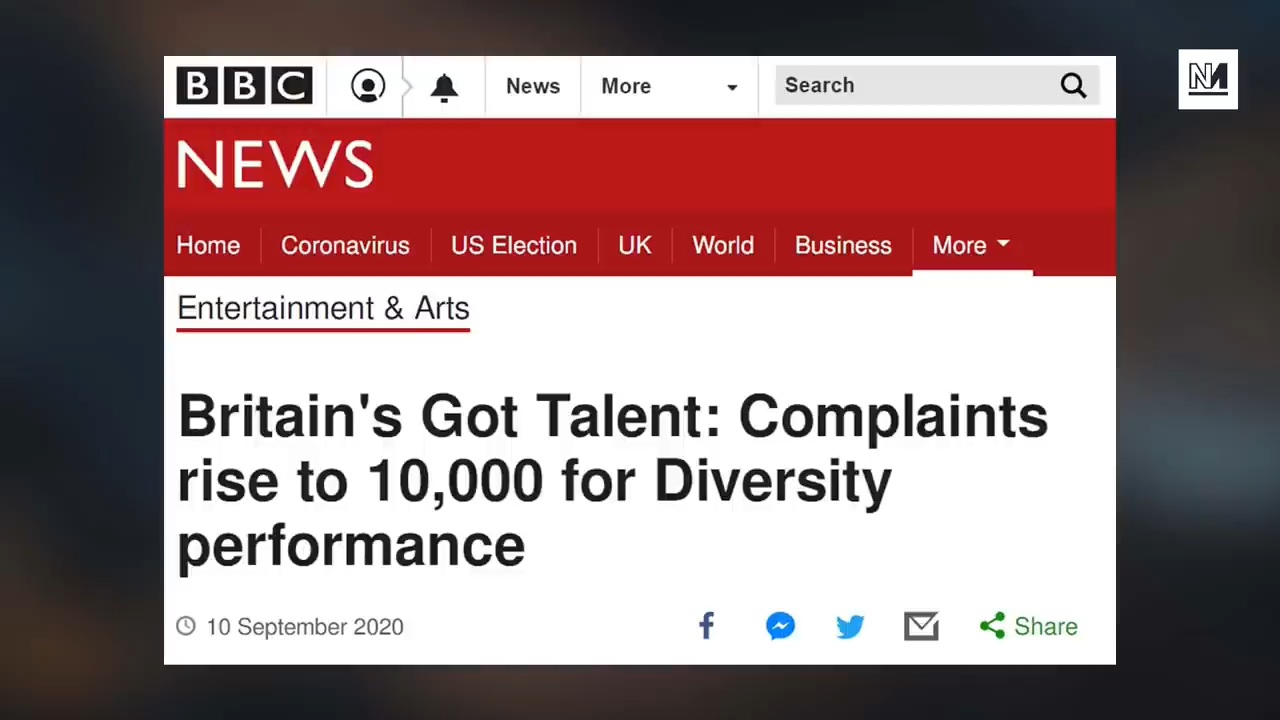 BBC News More Search
NM
NEWS
Home Coronavirus US Election UK World Business More
Entertainment & Arts
Britain's Got Talent: Complaints
rise to 10,000 for Diversity
performance
10 September 2020 Share